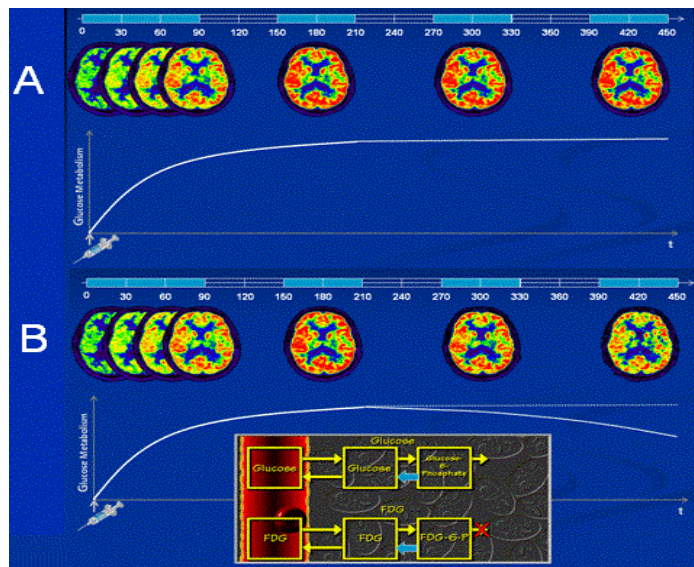 0 30 60 90 120 150 180 210 240 270 300 330 360 390 420 450
A
Glucose Metabolism
t
0 30 60 90 120 150 180 210 240 270 300 330 360 390 420 450
B
Glucose Metabolism
t
Glucose
Glucose
Glucose
Glucose-
6-
Phosphate
FDG
FDG
FDG
FDG-6-P